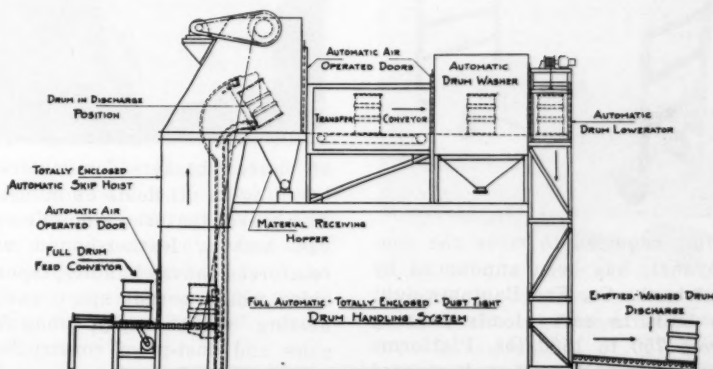 AUTOMATIC AIR
OPERATED DOORS
AUTOMATIC
DRUM WASHER
DRUM IN DISCHARGE
POSITION
TRANSFER CONVEYOR
AUTOMATIC
DRUM LOWERATOR
TOTALLY ENCLOSED
AUTOMATIC SKIP HOIST
AUTOMATIC AIR
OPERATED DOOR
MATERIAL RECEIVING
HOPPER
FULL DRUM
FEED CONVEYOR
FULL AUTOMATIC - TOTALLY ENCLOSED - DUST TIGHT
DRUM HANDLING SYSTEM
EMPTIED WASHED DRUM
DISCHARGE